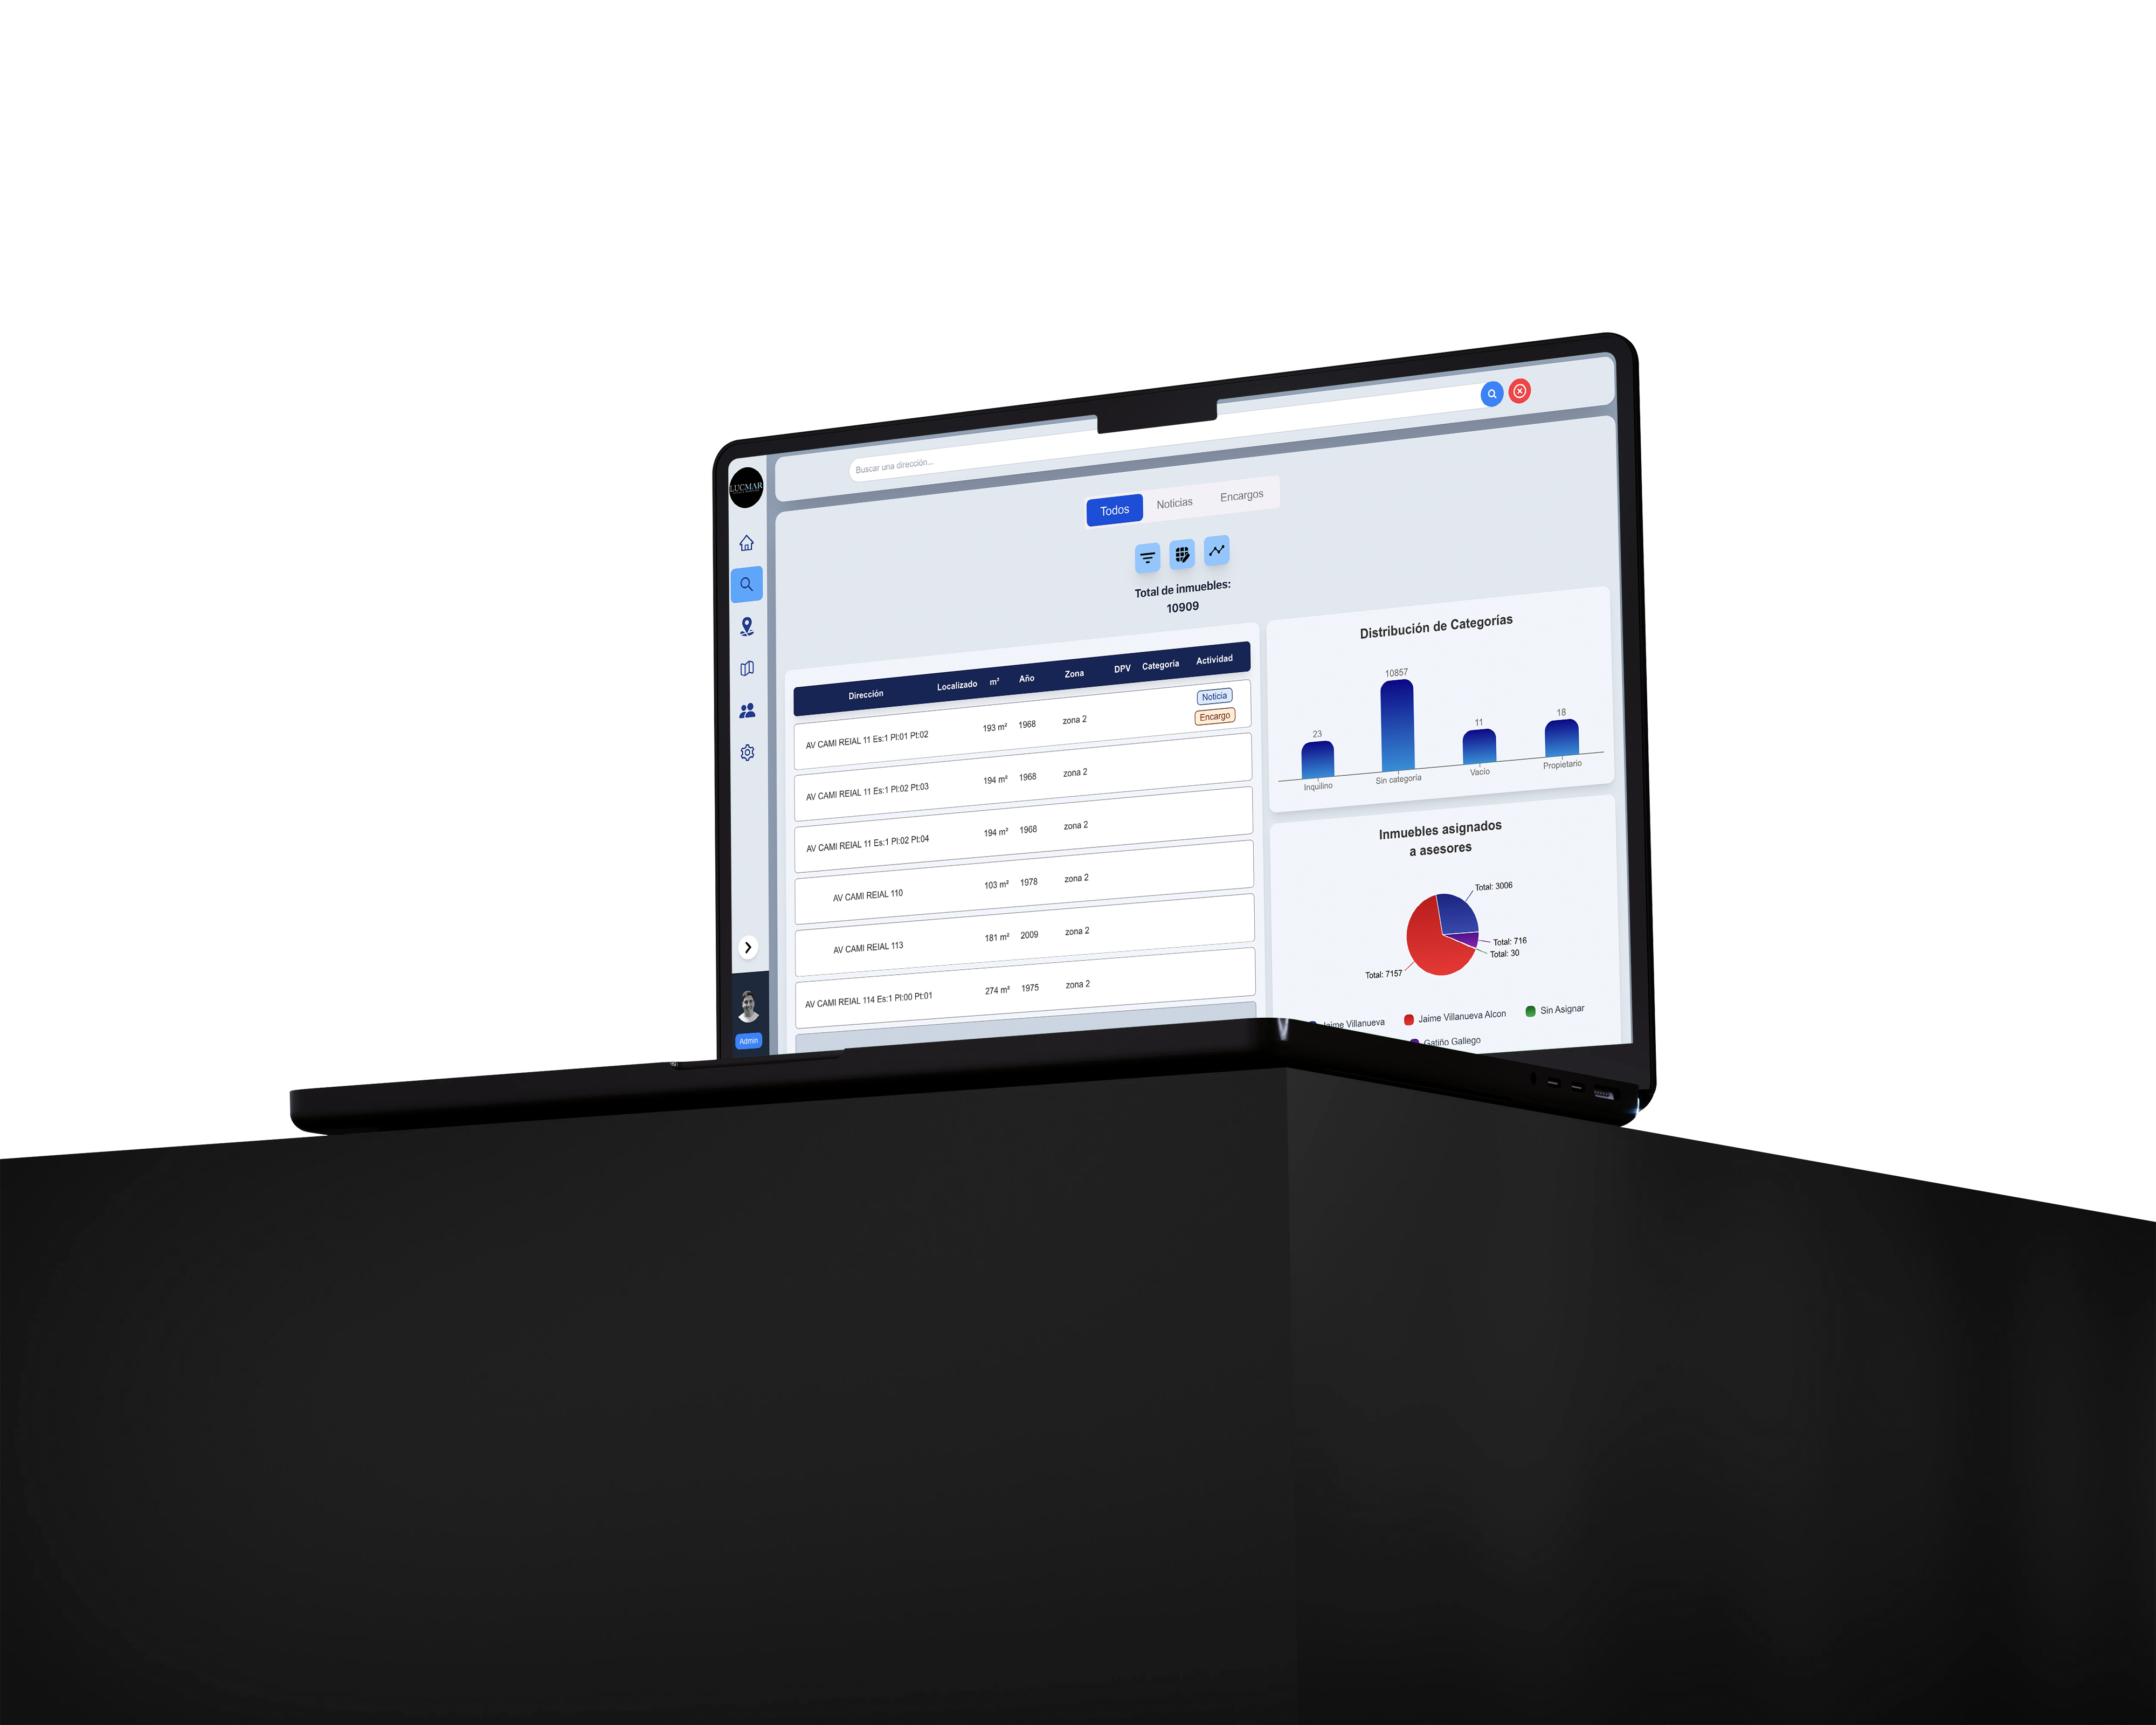 LUCMAR
Buscar una dirección...
Todos
Noticias
Encargos
Total de inmuebles:
10909
Dirección
Localizado
m²
Año
Zona
DPV
Categoría
Actividad
AV CAMI REIAL 11 Es:1 Pl:01 Pt:02
193 m²
1968
zona 2
Noticia
Encargo
AV CAMI REIAL 11 Es:1 Pl:02 Pt:03
194 m²
1968
zona 2
AV CAMI REIAL 11 Es:1 Pl:02 Pt:04
194 m²
1968
zona 2
AV CAMI REIAL 110
103 m²
1978
zona 2
AV CAMI REIAL 113
181 m²
2009
zona 2
AV CAMI REIAL 114 Es:1 Pl:00 Pt:01
274 m²
1975
zona 2
Admin
Distribución de Categorías
23
10857
11
18
Inquilino
Sin categoría
Vacío
Propietario
Inmuebles asignados
a asesores
Total: 3006
Total: 716
Total: 30
Total: 7157
Jaime Villanueva
Jaime Villanueva Alcon
Sin Asignar
Gatiño Gallego